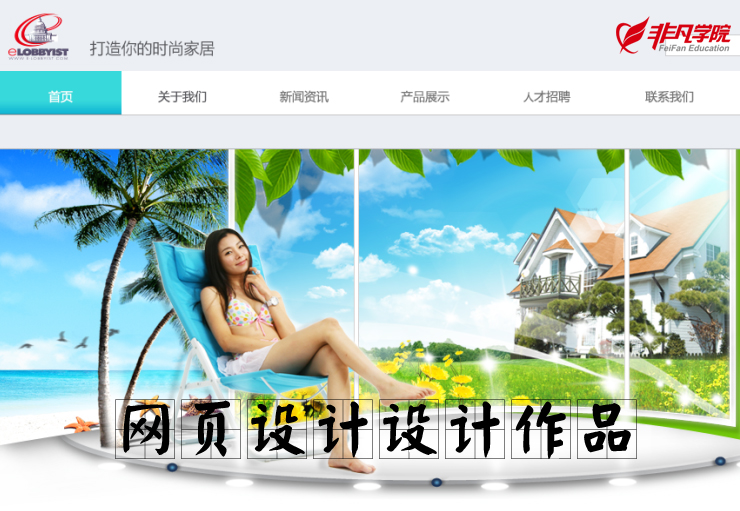 eLOBBYIST
WWW.E-LOBBYIST.COM
打造你的时尚家居
非凡学院
FeiFan Education
首页
关于我们
新闻资讯
产品展示
人才招聘
联系我们
网页设计设计作品